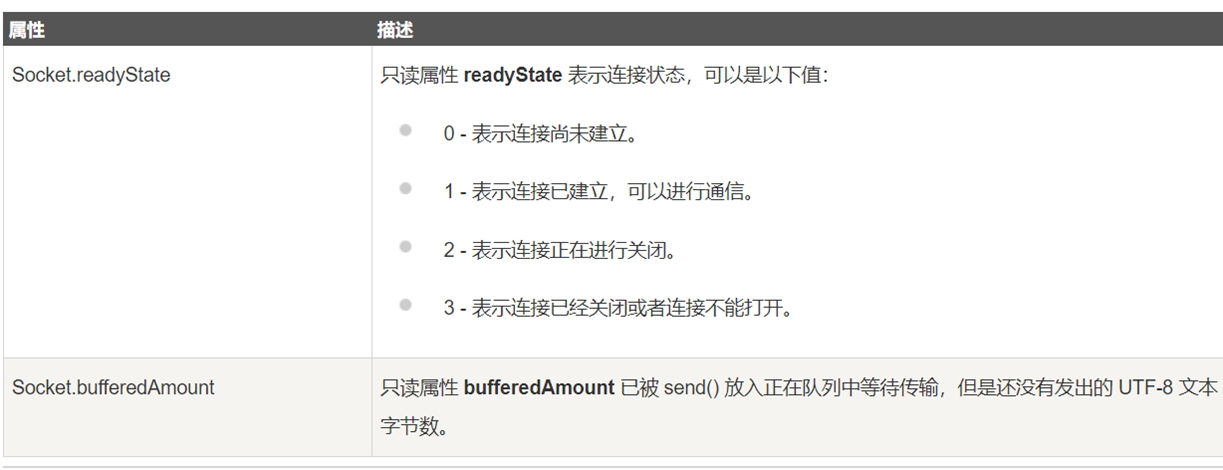 属性 描述
Socket.readyState 只读属性 readyState 表示连接状态，可以是以下值：
0 - 表示连接尚未建立。
1 - 表示连接已建立，可以进行通信。
2 - 表示连接正在进行关闭。
3 - 表示连接已经关闭或者连接不能打开。
Socket.bufferedAmount 只读属性 bufferedAmount 已被 send() 放入正在队列中等待传输，但是还没有发出的 UTF-8 文本
字节数。